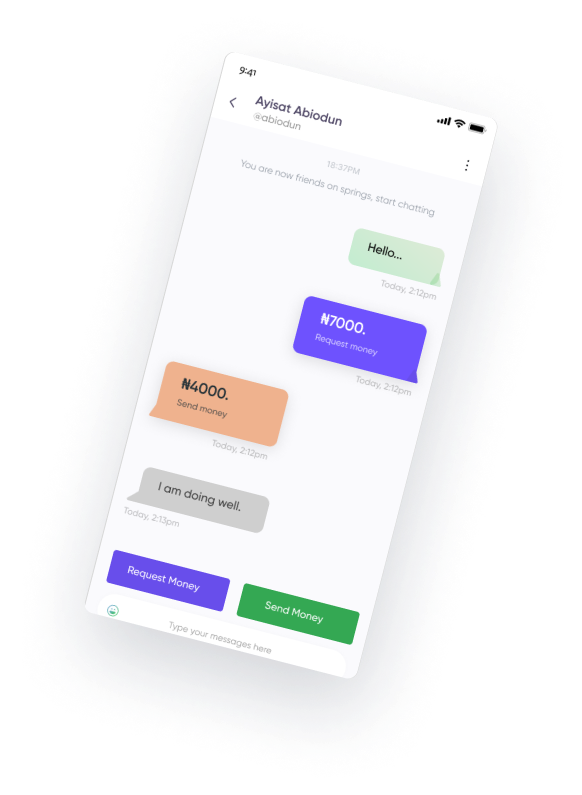 9:41
Ayisat Abiodun
@abiodun
18:37PM
You are now friends on springs, start chatting
Hello...
Today, 2:12pm
₦7000.
Request money
Today, 2:12pm
₦4000.
Send money
Today, 2:12pm
I am doing well.
Today, 2:13pm
Request Money
Send Money
Type your messages here